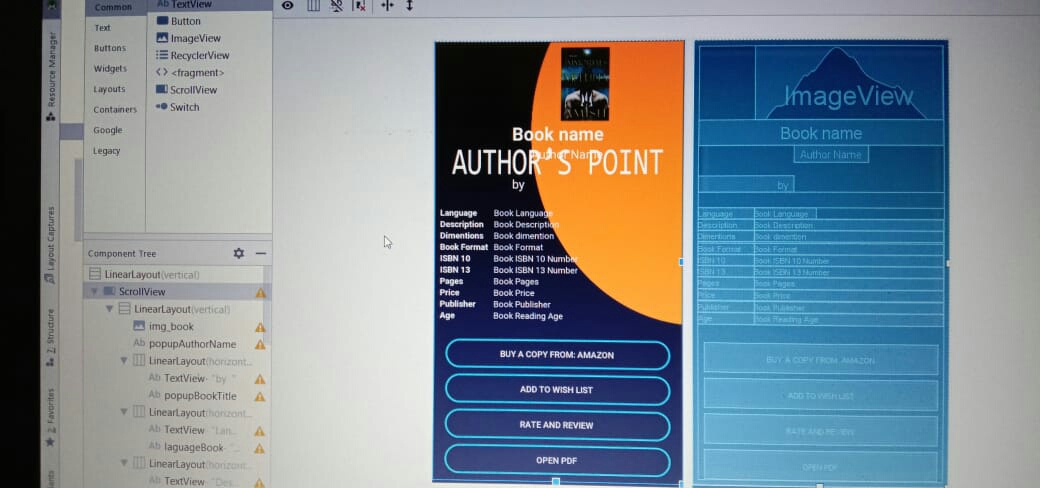 Common
Text
Buttons
Widgets
Layouts
Containers
Google
Legacy
Ab TextView
Button
ImageView
RecyclerView
<fragment>
ScrollView
Switch
Resource Manager
Layout Captures
Z: Structure
2: Favorites
Component Tree
LinearLayout(vertical)
ScrollView
LinearLayout(vertical)
img_book
Ab popupAuthorName
LinearLayout(horizont...
Ab TextView- "by "
Ab popupBookTitle
LinearLayout(horizont...
Ab TextView- "Lan...
Ab laguageBook- "...
LinearLayout(horizont...
Ab TextView- "Des...
AMISH
Book name
Author Name
AUTHOR'S POINT
by
Language Book Language
Description Book Description
Dimentions Book dimention
Book Format Book Format
ISBN 10 Book ISBN 10 Number
ISBN 13 Book ISBN 13 Number
Pages Book Pages
Price Book Price
Publisher Book Publisher
Age Book Reading Age
BUY A COPY FROM: AMAZON
ADD TO WISH LIST
RATE AND REVIEW
OPEN PDF
ImageView
Book name
Author Name
by
Language Book Language
Description Book Description
Dimentions Book dimention
Book Format Book Format
ISBN 10 Book ISBN 10 Number
ISBN 13 Book ISBN 13 Number
Pages Book Pages
Price Book Price
Publisher Book Publisher
Age Book Reading Age
BUY A COPY FROM: AMAZON
ADD TO WISH LIST
RATE AND REVIEW
OPEN PDF